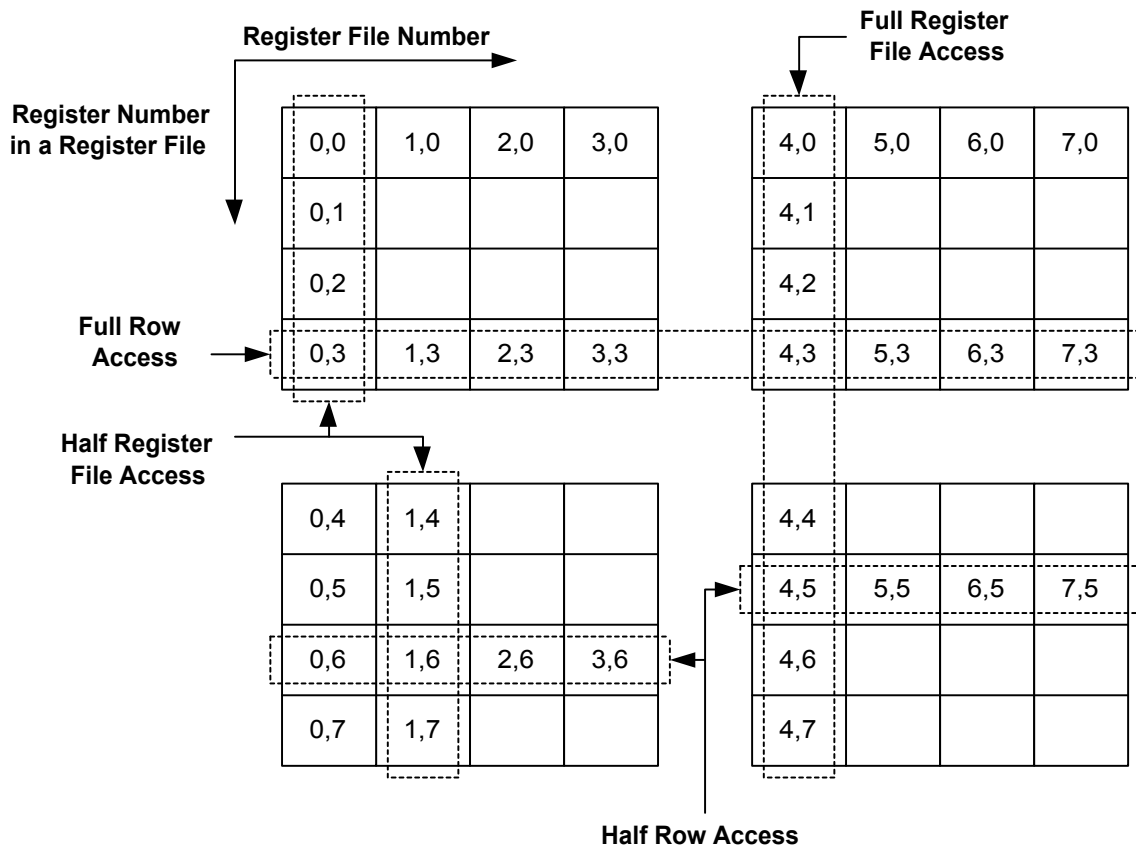 Register File Number
Full Register
File Access
Register Number
in a Register File
0,0 1,0 2,0 3,0 4,0 5,0 6,0 7,0
0,1 4,1
0,2 4,2
Full Row
Access
0,3 1,3 2,3 3,3 4,3 5,3 6,3 7,3
Half Register
File Access
0,4 1,4 4,4
0,5 1,5 4,5 5,5 6,5 7,5
0,6 1,6 2,6 3,6 4,6
0,7 1,7 4,7
Half Row Access